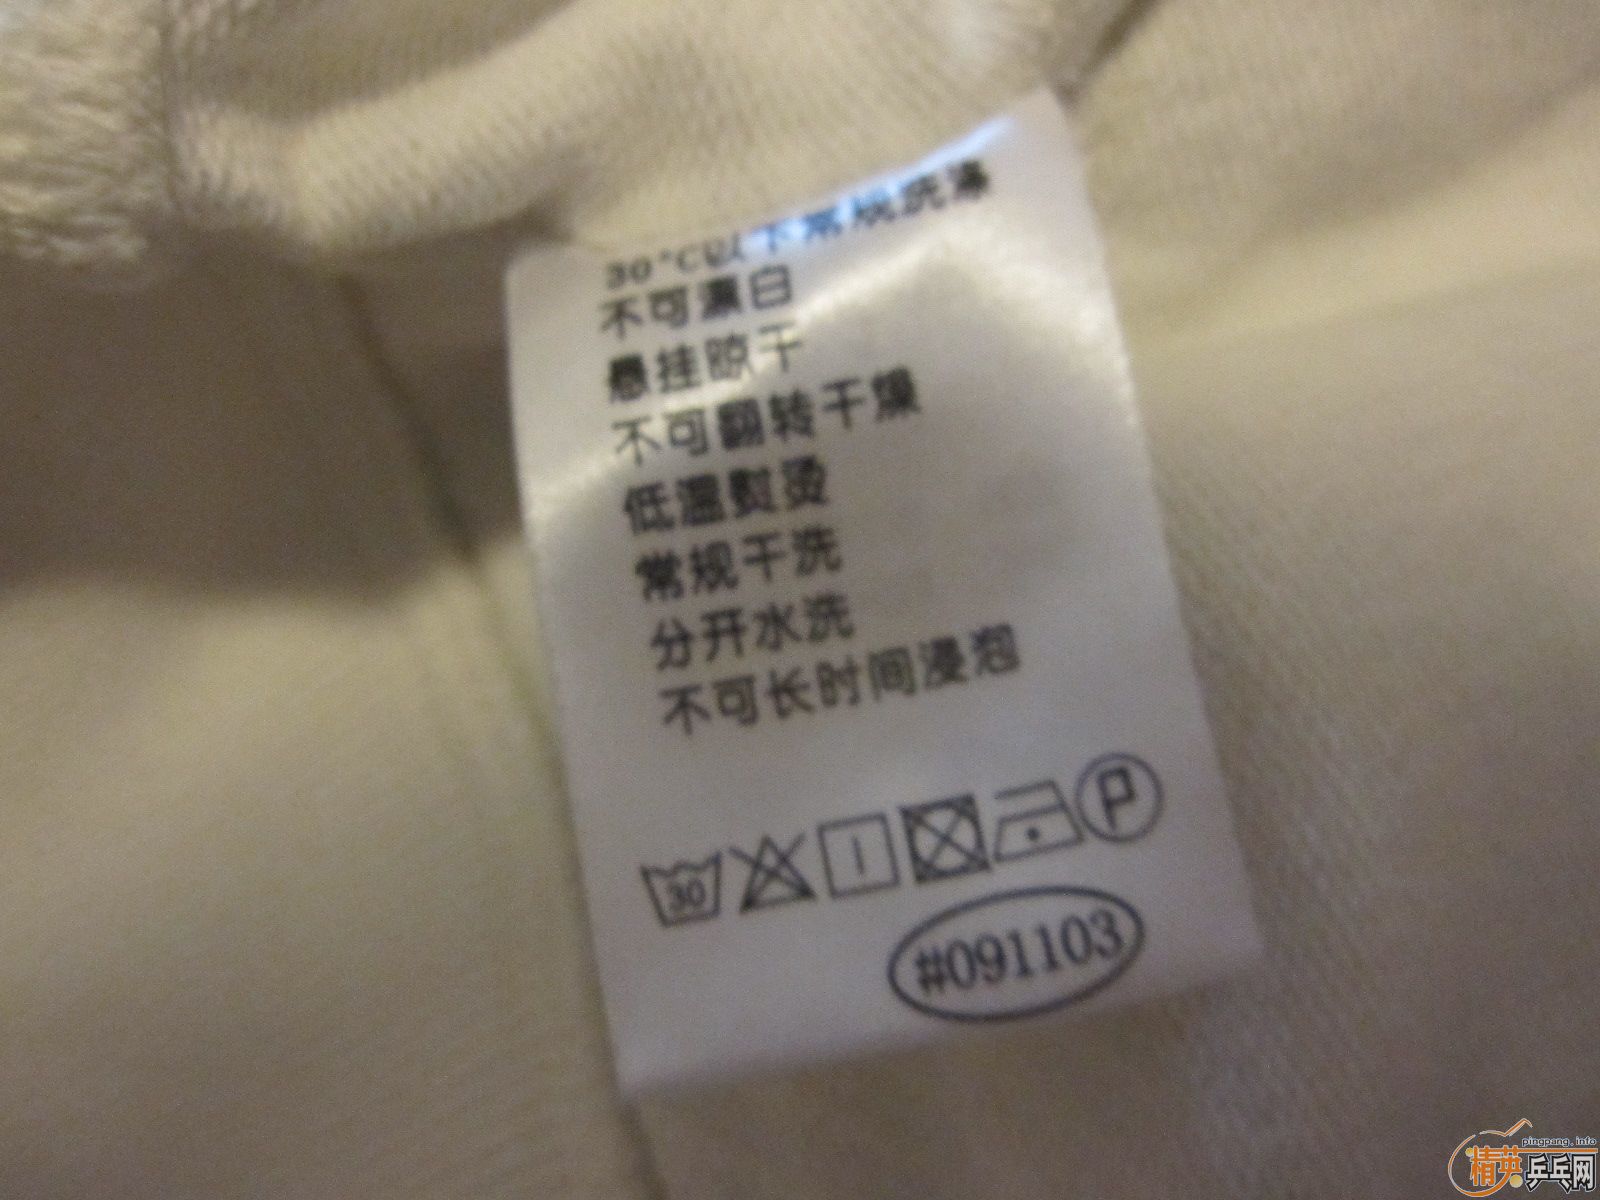 30°C以下常规洗涤
不可漂白
悬挂晾干
不可翻转干燥
低温熨烫
常规干洗
分开水洗
不可长时间浸泡
30
P
#091103
pingpang.info
精英乒乓网